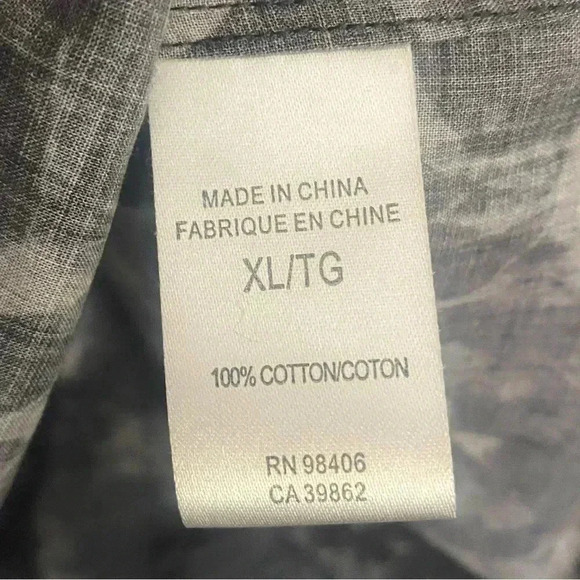 MADE IN CHINA
FABRIQUE EN CHINE
XL/TG
100% COTTON/COTON
RN 98406
CA 39862